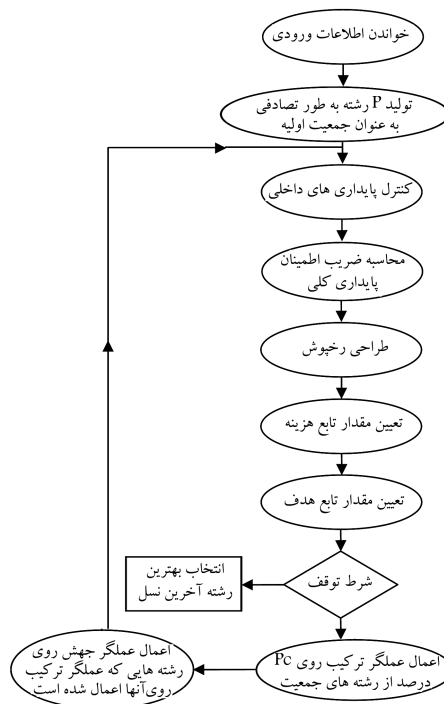 خواندن اطلاعات ورودی
تولید P رشته به طور تصادفی
به عنوان جمعیت اولیه
کنترل پایداری های داخلی
محاسبه ضریب اطمینان
پایداری کلی
طراحی رخپوش
تعیین مقدار تابع هزینه
تعیین مقدار تابع هدف
شرط توقف
انتخاب بهترین
رشته آخرین نسل
اعمال عملگر ترکیب روی Pc
درصد از رشته های جمعیت
اعمال عملگر جهش روی
رشته هایی که عملگر ترکیب
روی‌آنها اعمال شده است